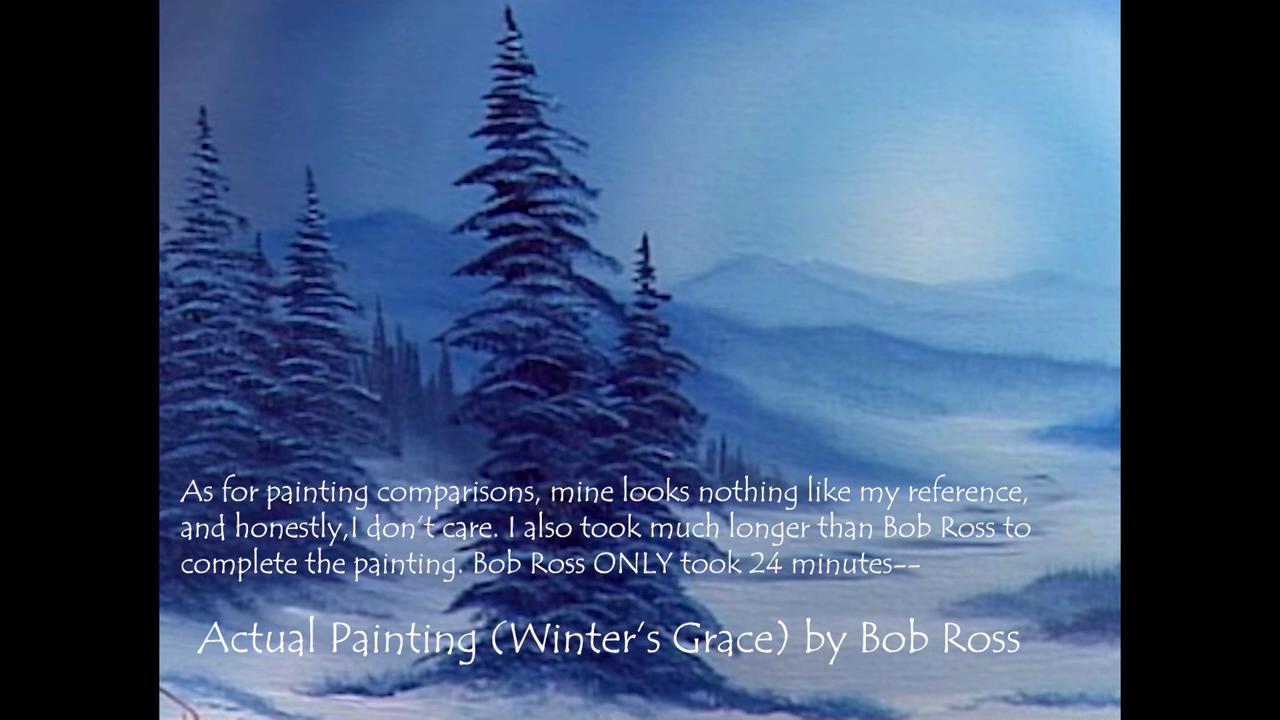 As for painting comparisons, mine looks nothing like my reference,
and honestly,I don't care. I also took much longer than Bob Ross to
complete the painting. Bob Ross ONLY took 24 minutes--
Actual Painting (Winter's Grace) by Bob Ross